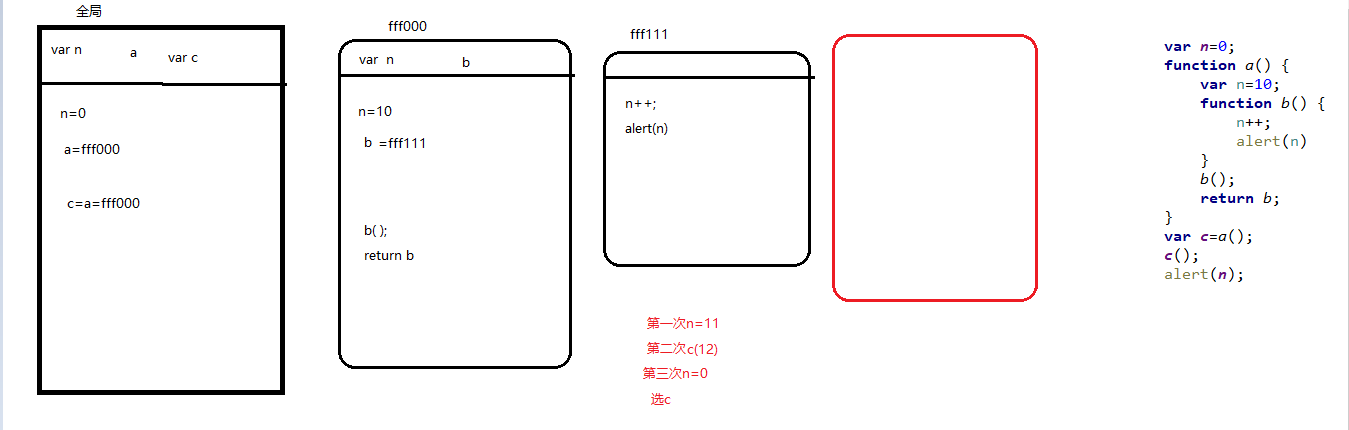 全局
var n a var c
n=0
a=fff000
c=a=fff000
fff000
var n b
n=10
b =fff111
b( );
return b
fff111
n++;
alert(n)
第一次n=11
第二次c(12)
第三次n=0
选c
var n=0;
function a() {
var n=10;
function b() {
n++;
alert(n)
}
b();
return b;
}
var c=a();
c();
alert(n);